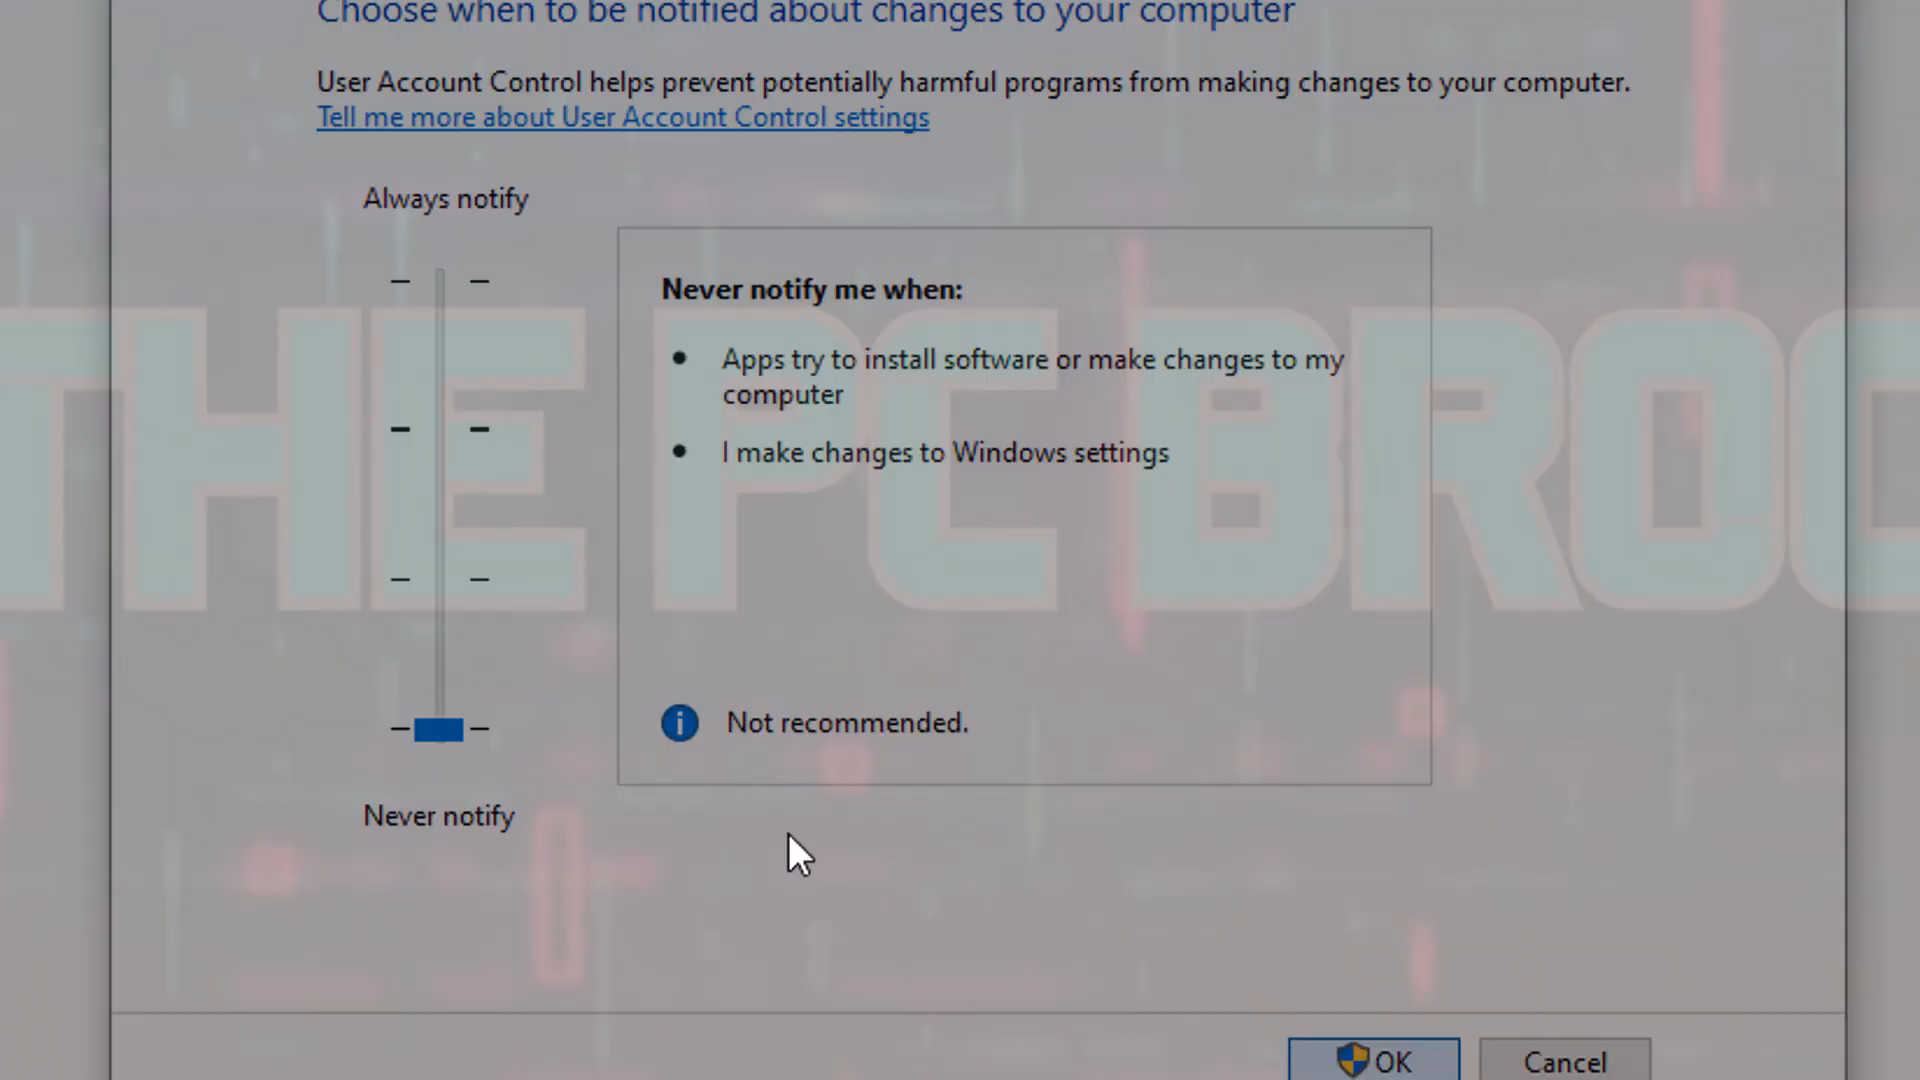 Choose when to be notified about changes to your computer
User Account Control helps prevent potentially harmful programs from making changes to your computer.
Tell me more about User Account Control settings
Always notify
Never notify me when:
Apps try to install software or make changes to my
computer
I make changes to Windows settings
THE PC BRO
Not recommended.
Never notify
OK
Cancel